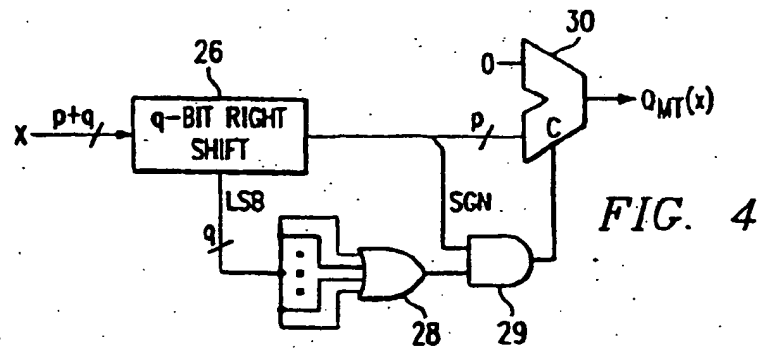 30
26
0
Q_MT(x)
X
p+q
q-BIT RIGHT
SHIFT
p
C
LSB
SGN
q
FIG. 4
28
29